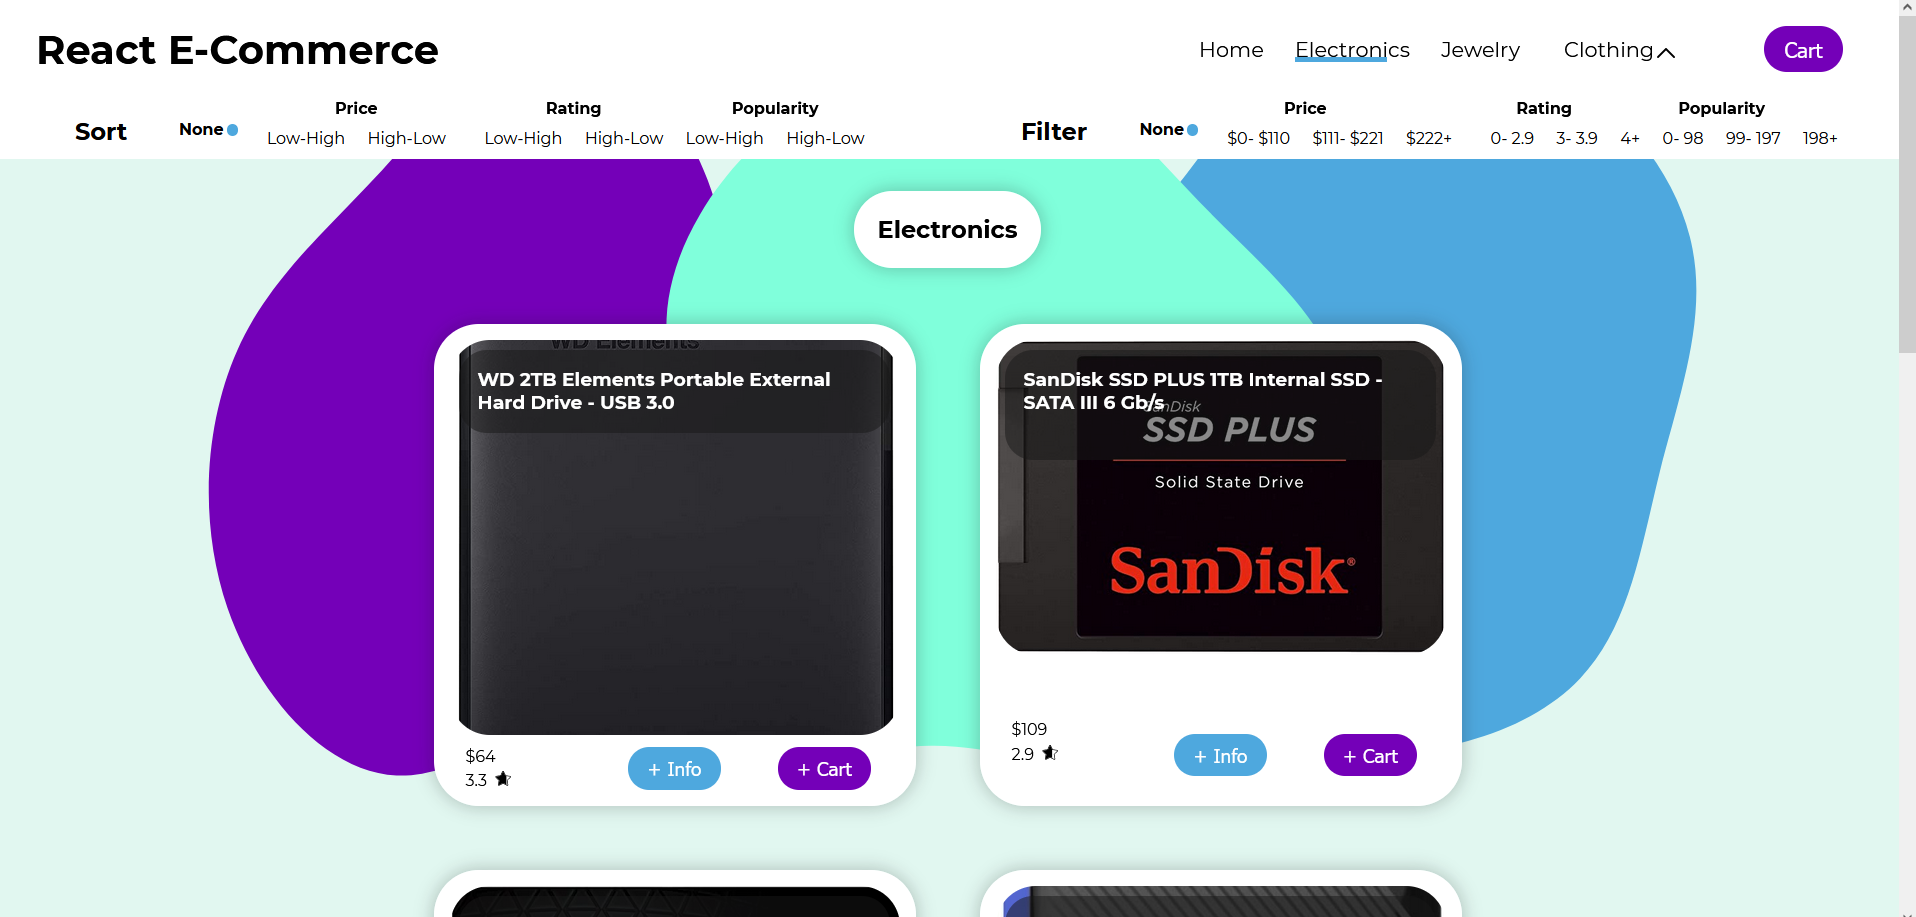 React E-Commerce
Home Electronics Jewelry Clothing Cart
Sort
None
Price
Low-High High-Low
Rating
Low-High High-Low
Popularity
Low-High High-Low
Filter
None
Price
$0- $110 $111- $221 $222+
Rating
0- 2.9 3- 3.9 4+
Popularity
0- 98 99- 197 198+
Electronics
WD Elements
WD 2TB Elements Portable External
Hard Drive - USB 3.0
$64
3.3
+ Info + Cart
SanDisk SSD PLUS 1TB Internal SSD -
SATA III 6 Gb/s
SanDisk
SSD PLUS
Solid State Drive
SanDisk®
$109
2.9
+ Info + Cart